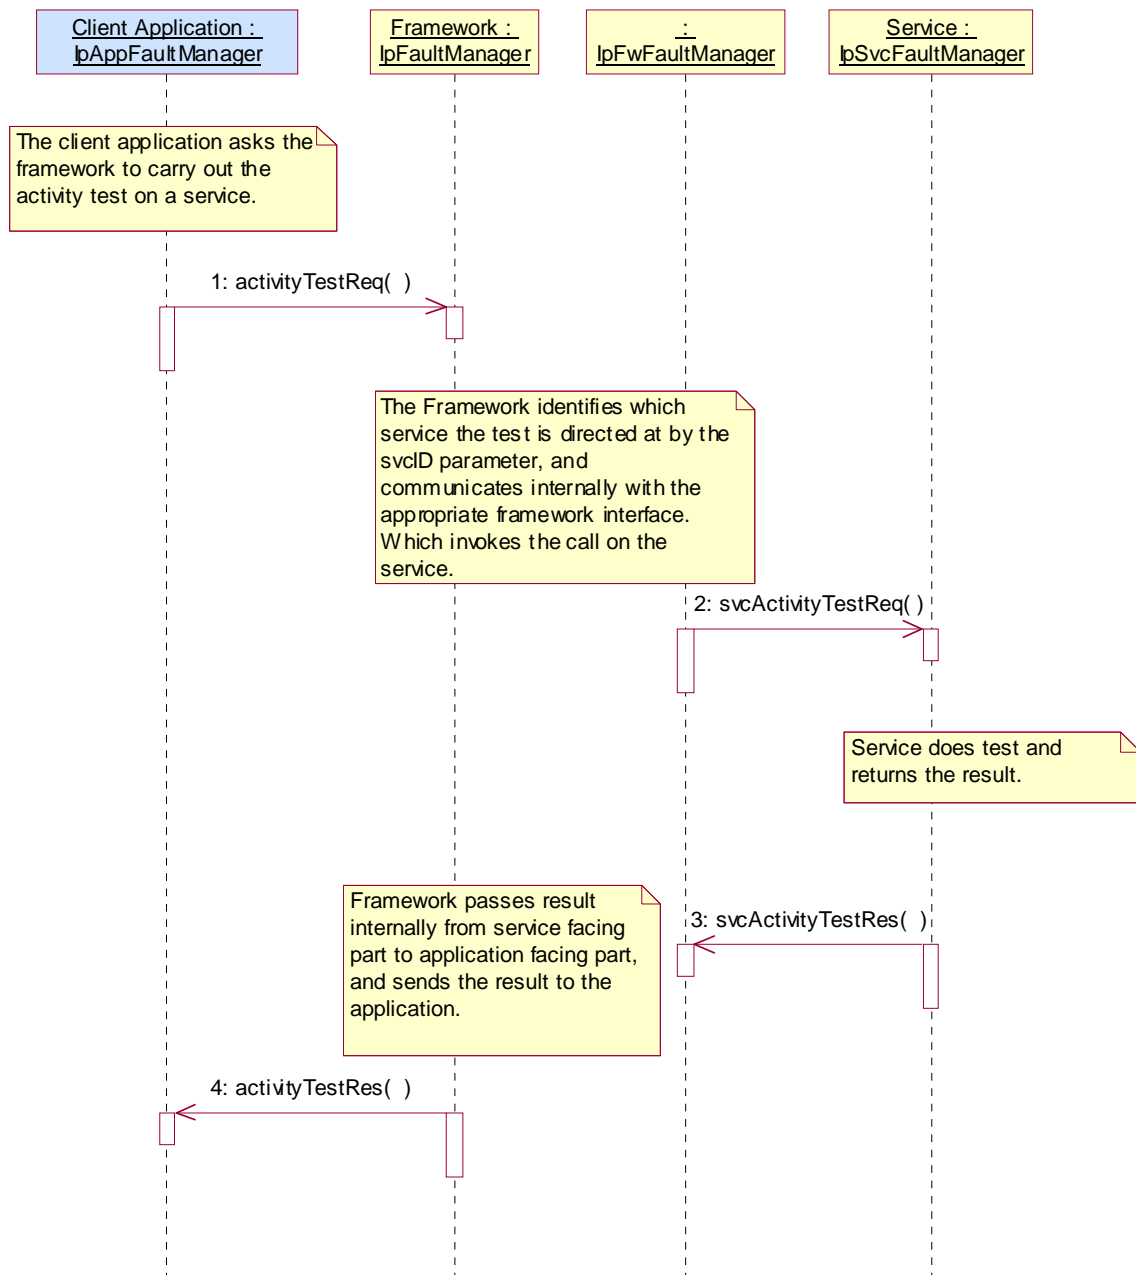 Client Application :
IpAppFaultManager
Framework :
IpFaultManager
:
IpFwFaultManager
Service :
IpSvcFaultManager
The client application asks the
framework to carry out the
activity test on a service.
1: activityTestReq( )
The Framework identifies which
service the test is directed at by the
svcID parameter, and
communicates internally with the
appropriate framework interface.
Which invokes the call on the
service.
2: svcActivityTestReq( )
Service does test and
returns the result.
Framework passes result
internally from service facing
part to application facing part,
and sends the result to the
application.
3: svcActivityTestRes( )
4: activityTestRes( )